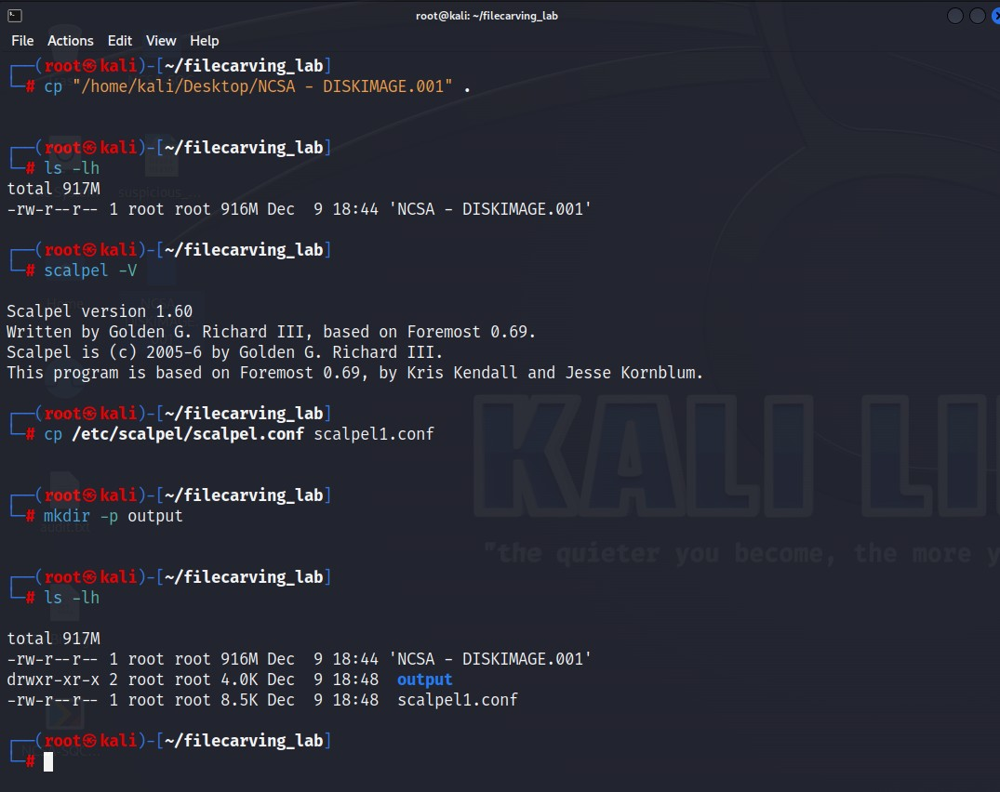 root@kali: ~/filecarving_lab
File Actions Edit View Help
┌──(root㉿kali)-[~/filecarving_lab]
└─# cp "/home/kali/Desktop/NCSA - DISKIMAGE.001" .
┌──(root㉿kali)-[~/filecarving_lab]
└─# ls -lh
total 917M
-rw-r--r-- 1 root root 916M Dec  9 18:44 'NCSA - DISKIMAGE.001'
┌──(root㉿kali)-[~/filecarving_lab]
└─# scalpel -V
Scalpel version 1.60
Written by Golden G. Richard III, based on Foremost 0.69.
Scalpel is (c) 2005-6 by Golden G. Richard III.
This program is based on Foremost 0.69, by Kris Kendall and Jesse Kornblum.
┌──(root㉿kali)-[~/filecarving_lab]
└─# cp /etc/scalpel/scalpel.conf scalpel1.conf
┌──(root㉿kali)-[~/filecarving_lab]
└─# mkdir -p output
┌──(root㉿kali)-[~/filecarving_lab]
└─# ls -lh
total 917M
-rw-r--r-- 1 root root 916M Dec  9 18:44 'NCSA - DISKIMAGE.001'
drwxr-xr-x 2 root root 4.0K Dec  9 18:48  output
-rw-r--r-- 1 root root 8.5K Dec  9 18:48  scalpel1.conf
┌──(root㉿kali)-[~/filecarving_lab]
└─#
KALI LI
"the quieter you become, the more y
suspicious
audit.txt